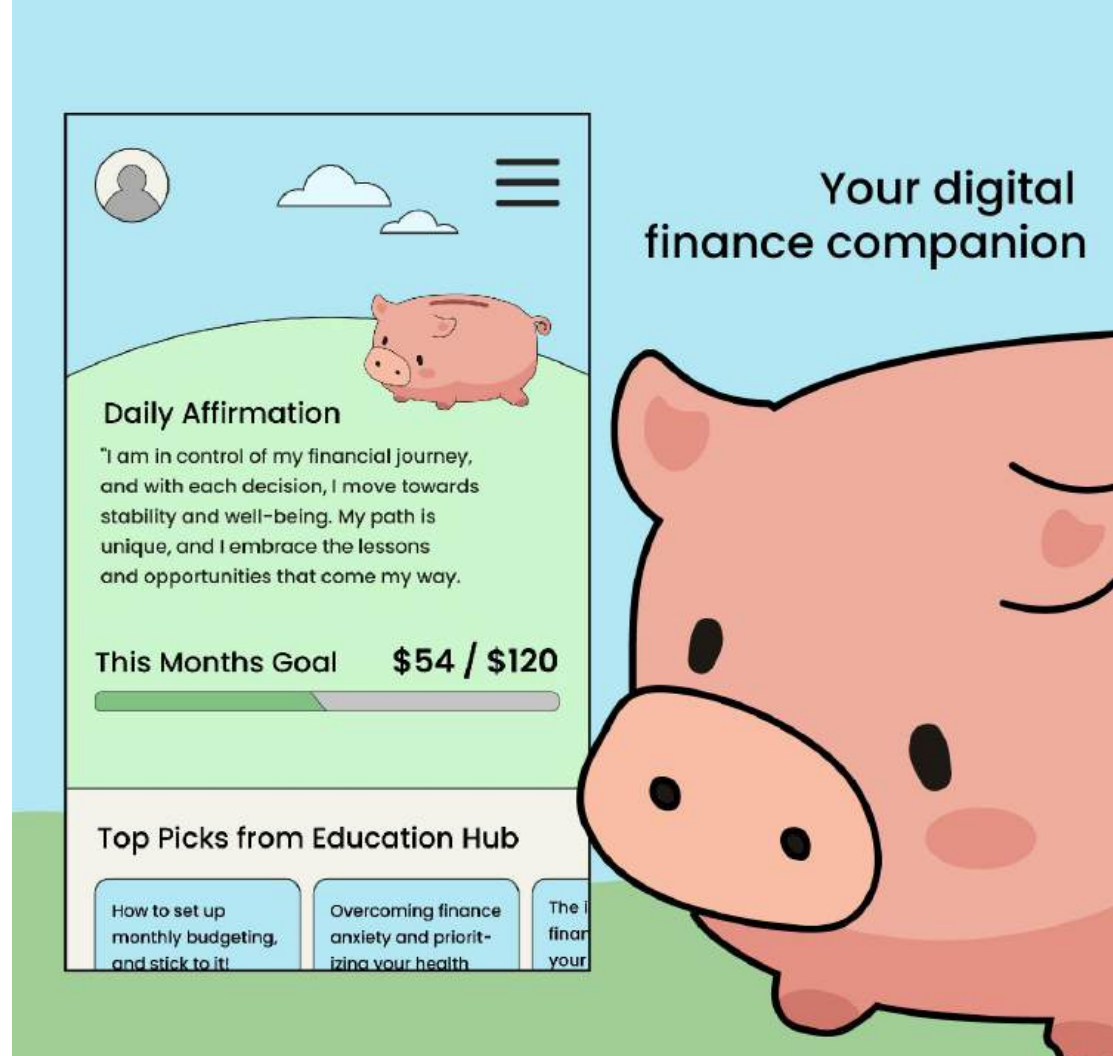 Your digital
finance companion
Daily Affirmation
"I am in control of my financial journey,
and with each decision, I move towards
stability and well-being. My path is
unique, and I embrace the lessons
and opportunities that come my way.
This Months Goal $54 / $120
Top Picks from Education Hub
How to set up
monthly budgeting,
and stick to it!
Overcoming finance
anxiety and priorit-
izing your health
The
your